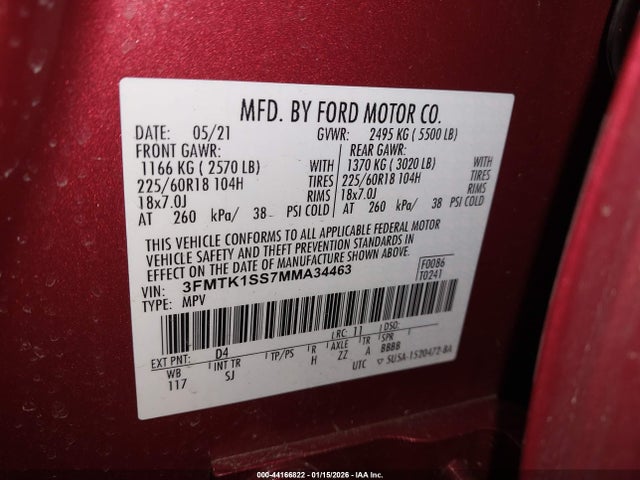 MFD. BY FORD MOTOR CO.
DATE: 05/21 GVWR: 2495 KG ( 5500 LB)
FRONT GAWR: REAR GAWR:
1166 KG ( 2570 LB) WITH 1370 KG ( 3020 LB) WITH
225/60R18 104H TIRES 225/60R18 104H TIRES
18x7.0J RIMS 18x7.0J RIMS
AT 260 kPa/ 38 PSI COLD AT 260 kPa/ 38 PSI COLD
THIS VEHICLE CONFORMS TO ALL APPLICABLE FEDERAL MOTOR
VEHICLE SAFETY AND THEFT PREVENTION STANDARDS IN
EFFECT ON THE DATE OF MANUFACTURE SHOWN ABOVE.
VIN: 3FMTK1SS7MMA34463 F0086
TYPE: MPV T0241
EXT PNT: D4 RC: 11 DSO:
WB INT TR TP/PS R AXLE TR SPR
117 SJ H ZZ A BBBB
UTC ▽ SU5A-1520472-BA
000-44166822 - 01/15/2026 - IAA Inc.